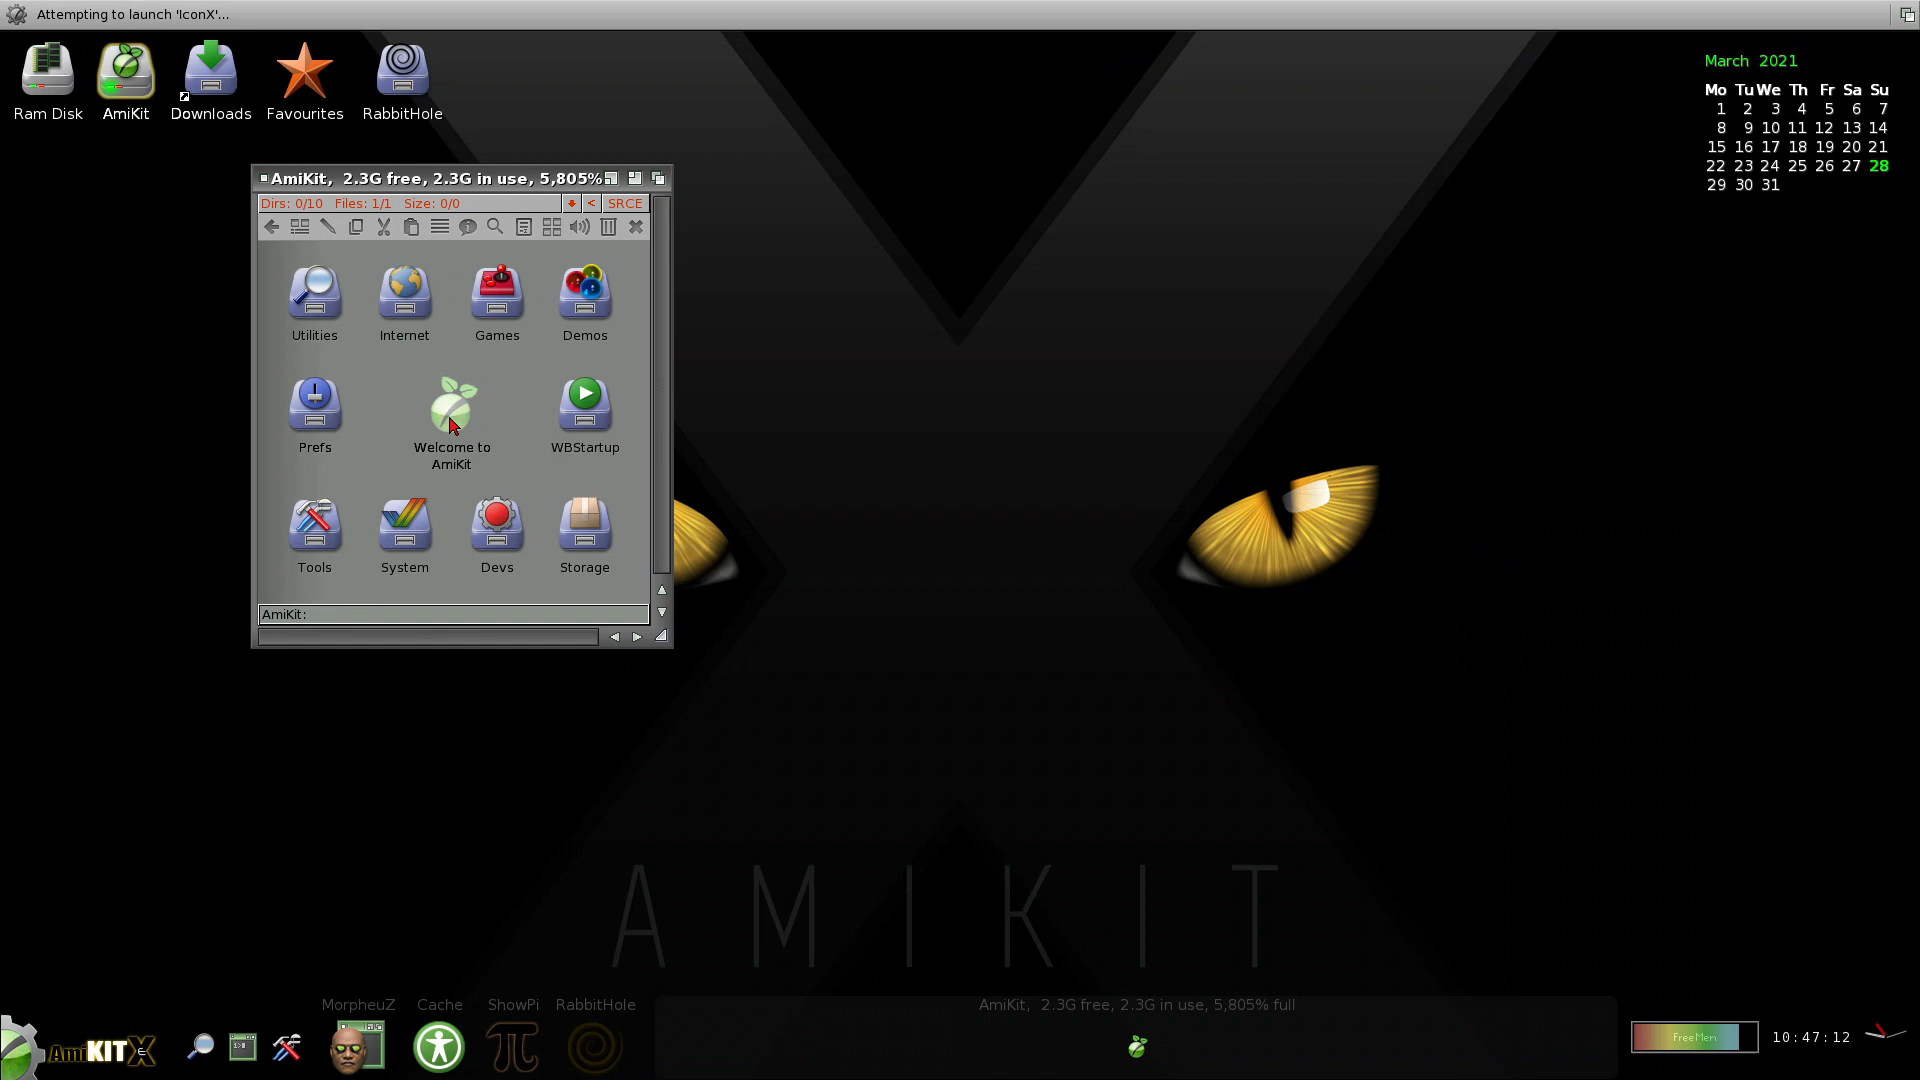 Attempting to launch 'IconX'...
Ram Disk
AmiKit
Downloads
Favourites
RabbitHole
March 2021
Mo Tu We Th Fr Sa Su
1 2 3 4 5 6 7
8 9 10 11 12 13 14
15 16 17 18 19 20 21
22 23 24 25 26 27 28
29 30 31
AmiKit, 2.3G free, 2.3G in use, 5,805%
Dirs: 0/10 Files: 1/1 Size: 0/0 < SRCE
Utilities
Internet
Games
Demos
Prefs
Welcome to
AmiKit
WBStartup
Tools
System
Devs
Storage
AmiKit:
AMIKIT
MorpheuZ
Cache
ShowPi
RabbitHole
AmiKit, 2.3G free, 2.3G in use, 5,805% full
AmiKIT X
FreeMem
10:47:12